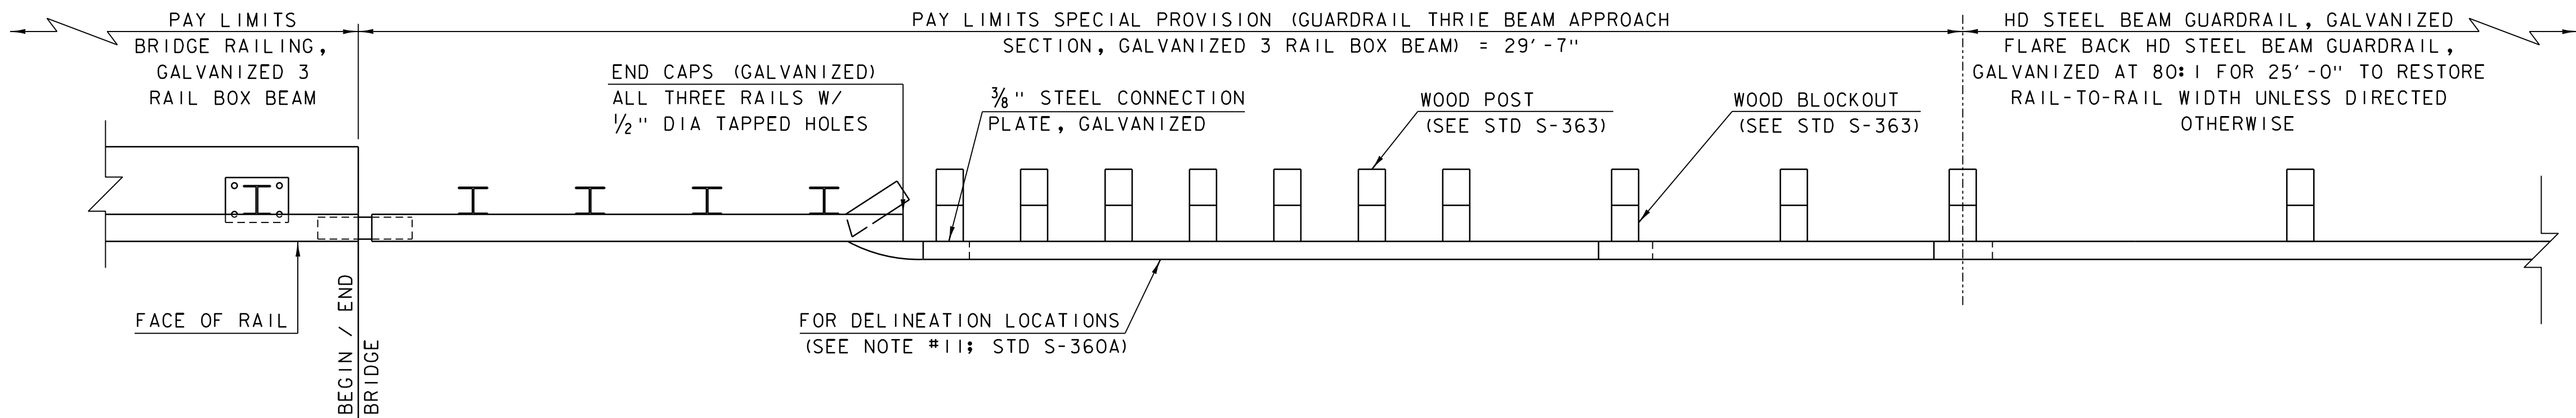 PAY LIMITS
BRIDGE RAILING,
GALVANIZED 3
RAIL BOX BEAM
PAY LIMITS SPECIAL PROVISION (GUARDRAIL THRIE BEAM APPROACH
SECTION, GALVANIZED 3 RAIL BOX BEAM) = 29'-7"
HD STEEL BEAM GUARDRAIL, GALVANIZED
FLARE BACK HD STEEL BEAM GUARDRAIL,
GALVANIZED AT 80:1 FOR 25'-0" TO RESTORE
RAIL-TO-RAIL WIDTH UNLESS DIRECTED
OTHERWISE
END CAPS (GALVANIZED)
ALL THREE RAILS W/
1/2" DIA TAPPED HOLES
3/8" STEEL CONNECTION
PLATE, GALVANIZED
WOOD POST
(SEE STD S-363)
WOOD BLOCKOUT
(SEE STD S-363)
FACE OF RAIL
BEGIN / END
BRIDGE
FOR DELINEATION LOCATIONS
(SEE NOTE #11; STD S-360A)